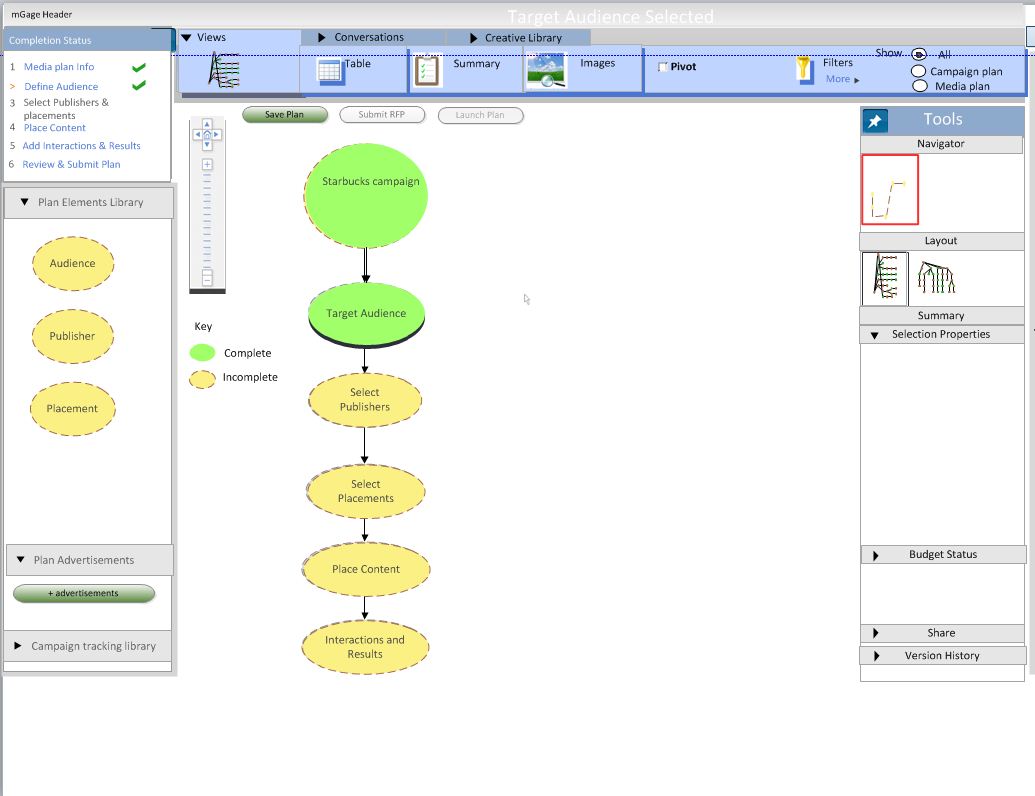 mGage Header
Target Audience Selected
Completion Status
1 Media plan Info
> Define Audience
3 Select Publishers &
placements
4 Place Content
5 Add Interactions & Results
6 Review & Submit Plan
Views
Conversations
Creative Library
Table
Summary
Images
Pivot
Filters
More
Show
All
Campaign plan
Media plan
Save Plan
Submit RFP
Launch Plan
Plan Elements Library
Audience
Publisher
Placement
Plan Advertisements
+ advertisements
Campaign tracking library
Key
Complete
Incomplete
Starbucks campaign
Target Audience
Select
Publishers
Select
Placements
Place Content
Interactions and
Results
Tools
Navigator
Layout
Summary
Selection Properties
Budget Status
Share
Version History